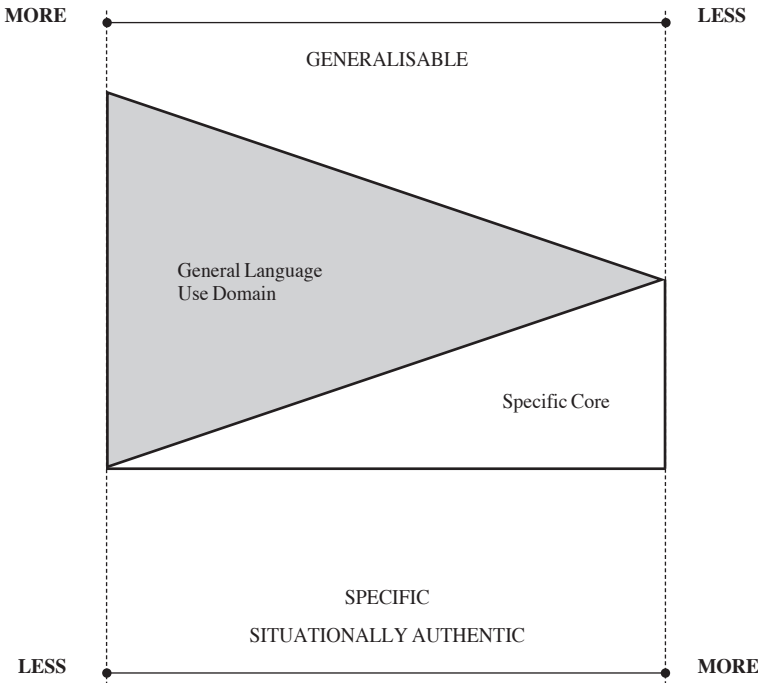 MORE
LESS
GENERALISABLE
General Language
Use Domain
Specific Core
SPECIFIC
SITUATIONALLY AUTHENTIC
LESS
MORE